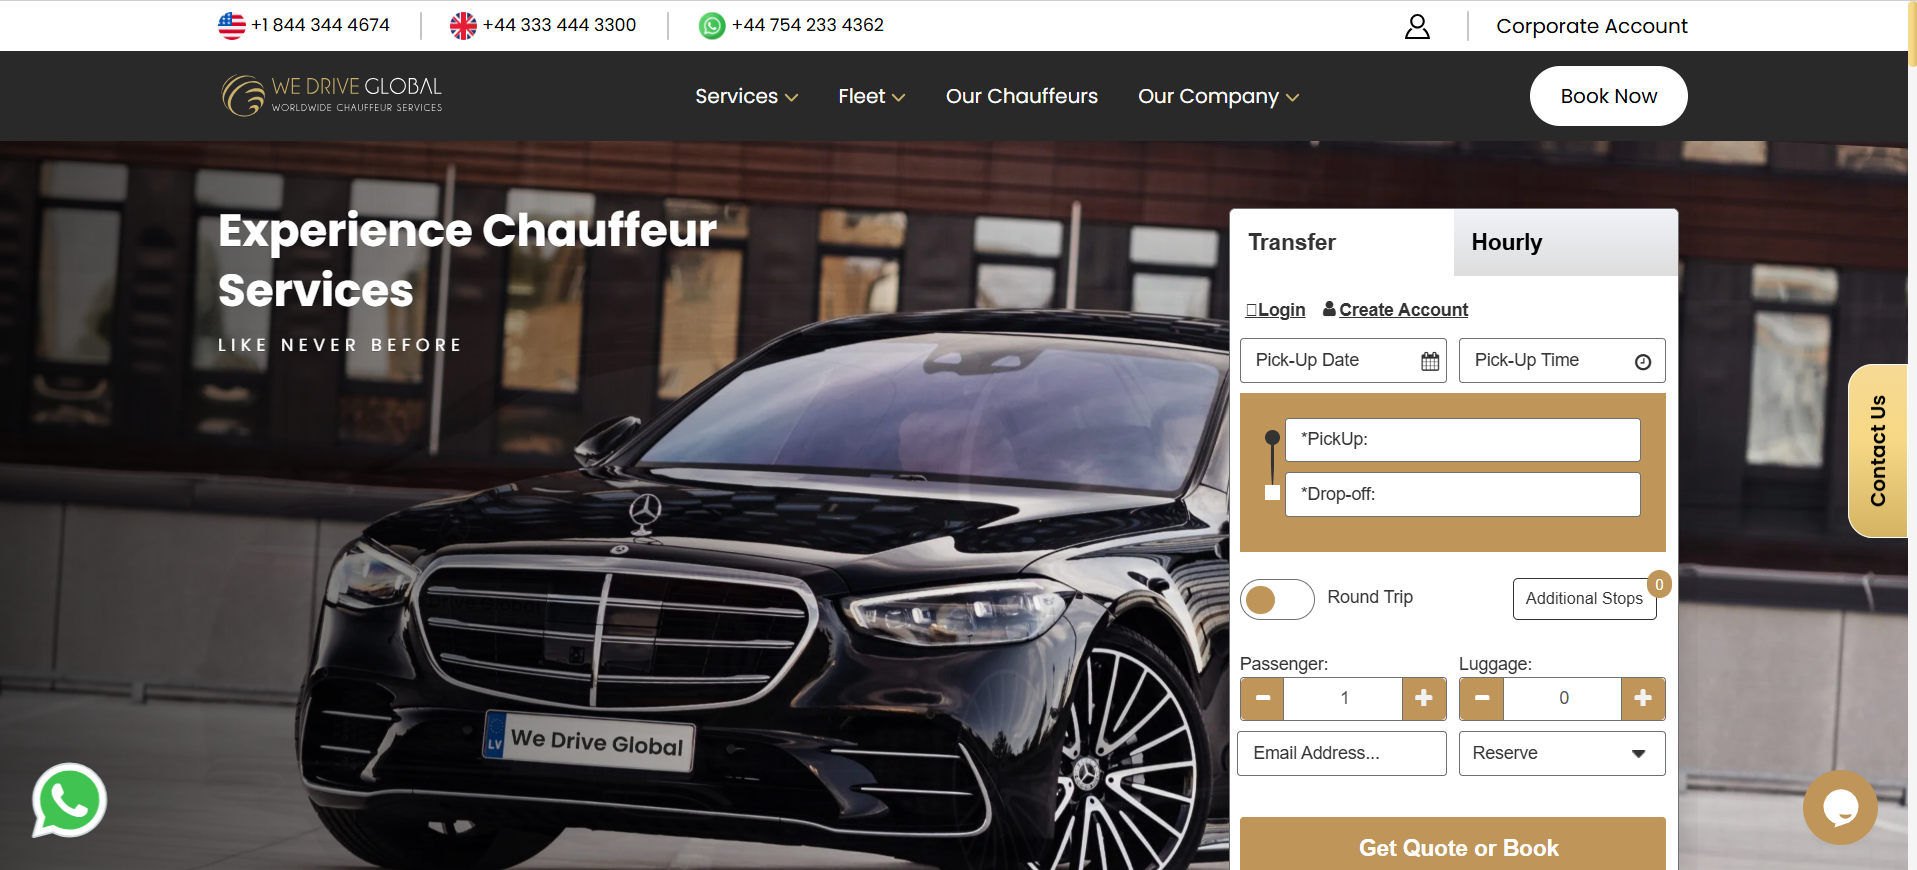 +1 844 344 4674
+44 333 444 3300
+44 754 233 4362
Corporate Account
WE DRIVE GLOBAL
WORLDWIDE CHAUFFEUR SERVICES
Services
Fleet
Our Chauffeurs
Our Company
Book Now
Experience Chauffeur
Services
LIKE NEVER BEFORE
Transfer
Hourly
Login
Create Account
Pick-Up Date
Pick-Up Time
*PickUp:
*Drop-off:
Round Trip
Additional Stops
0
Passenger:
Luggage:
1
0
Email Address...
Reserve
Get Quote or Book
Contact Us
Drive Global
LV
We Drive Global